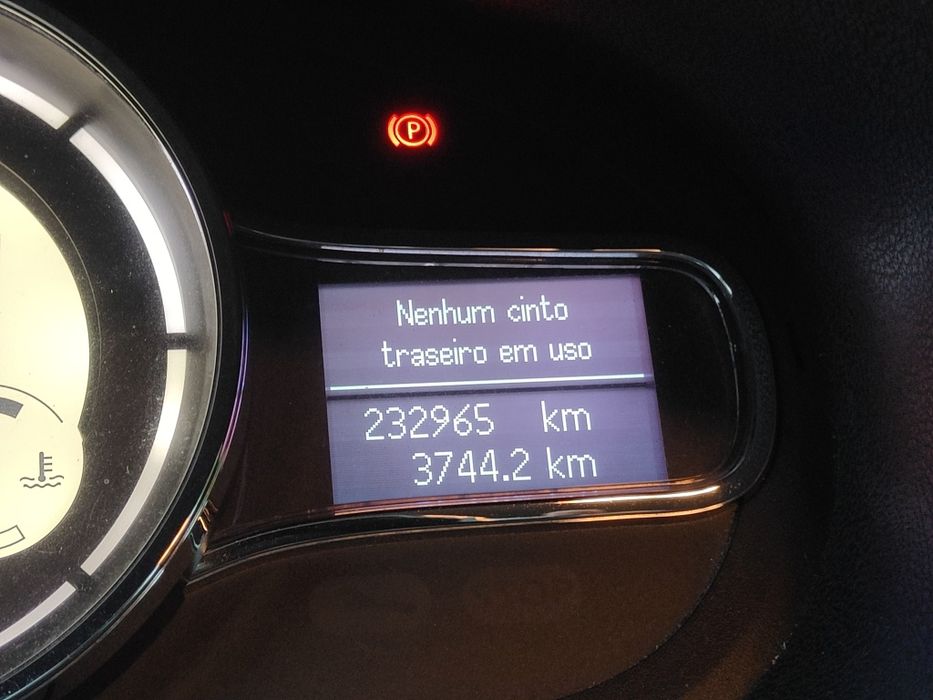 P
Nenhum cinto
traseiro em uso
232965 km
3744.2 km